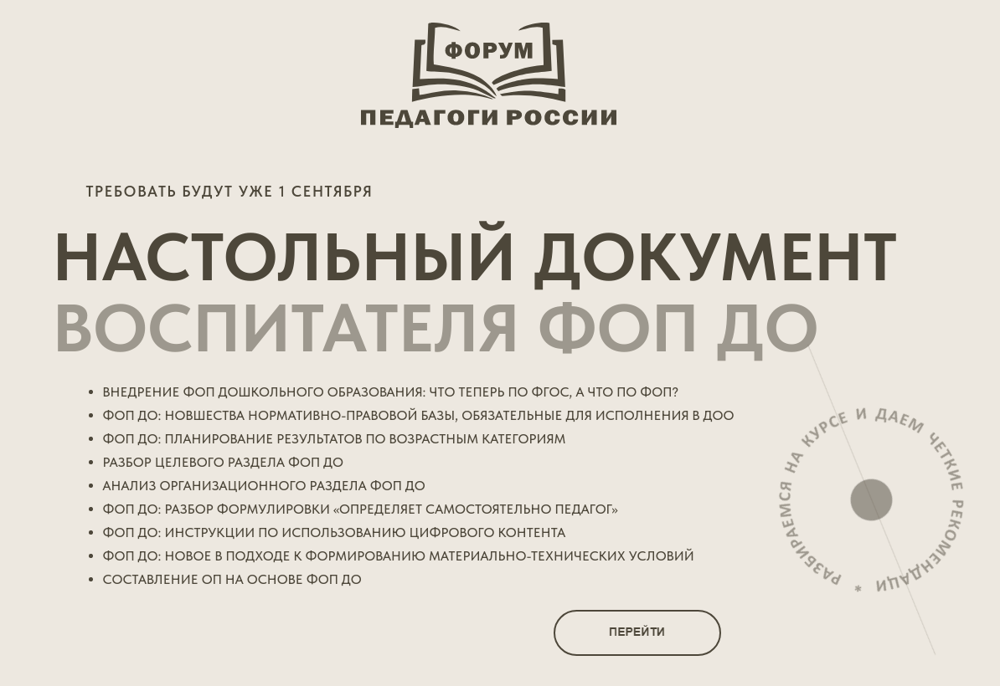 ФОРУМ
ПЕДАГОГИ РОССИИ
ТРЕБОВАТЬ БУДУТ УЖЕ 1 СЕНТЯБРЯ
НАСТОЛЬНЫЙ ДОКУМЕНТ
ВОСПИТАТЕЛЯ ФОП ДО
• ВНЕДРЕНИЕ ФОП ДОШКОЛЬНОГО ОБРАЗОВАНИЯ: ЧТО ТЕПЕРЬ ПО ФГОС, А ЧТО ПО ФОП?
• ФОП ДО: НОВШЕСТВА НОРМАТИВНО-ПРАВОВОЙ БАЗЫ, ОБЯЗАТЕЛЬНЫЕ ДЛЯ ИСПОЛНЕНИЯ В ДОО
• ФОП ДО: ПЛАНИРОВАНИЕ РЕЗУЛЬТАТОВ ПО ВОЗРАСТНЫМ КАТЕГОРИЯМ
• РАЗБОР ЦЕЛЕВОГО РАЗДЕЛА ФОП ДО
• АНАЛИЗ ОРГАНИЗАЦИОННОГО РАЗДЕЛА ФОП ДО
• ФОП ДО: РАЗБОР ФОРМУЛИРОВКИ «ОПРЕДЕЛЯЕТ САМОСТОЯТЕЛЬНО ПЕДАГОГ»
• ФОП ДО: ИНСТРУКЦИИ ПО ИСПОЛЬЗОВАНИЮ ЦИФРОВОГО КОНТЕНТА
• ФОП ДО: НОВОЕ В ПОДХОДЕ К ФОРМИРОВАНИЮ МАТЕРИАЛЬНО-ТЕХНИЧЕСКИХ УСЛОВИЙ
• СОСТАВЛЕНИЕ ОП НА ОСНОВЕ ФОП ДО
РАЗБИРАЕМСЯ НА КУРСЕ И ДАЕМ ЧЕТКИЕ РЕКОМЕНДАЦИИ *
ПЕРЕЙТИ